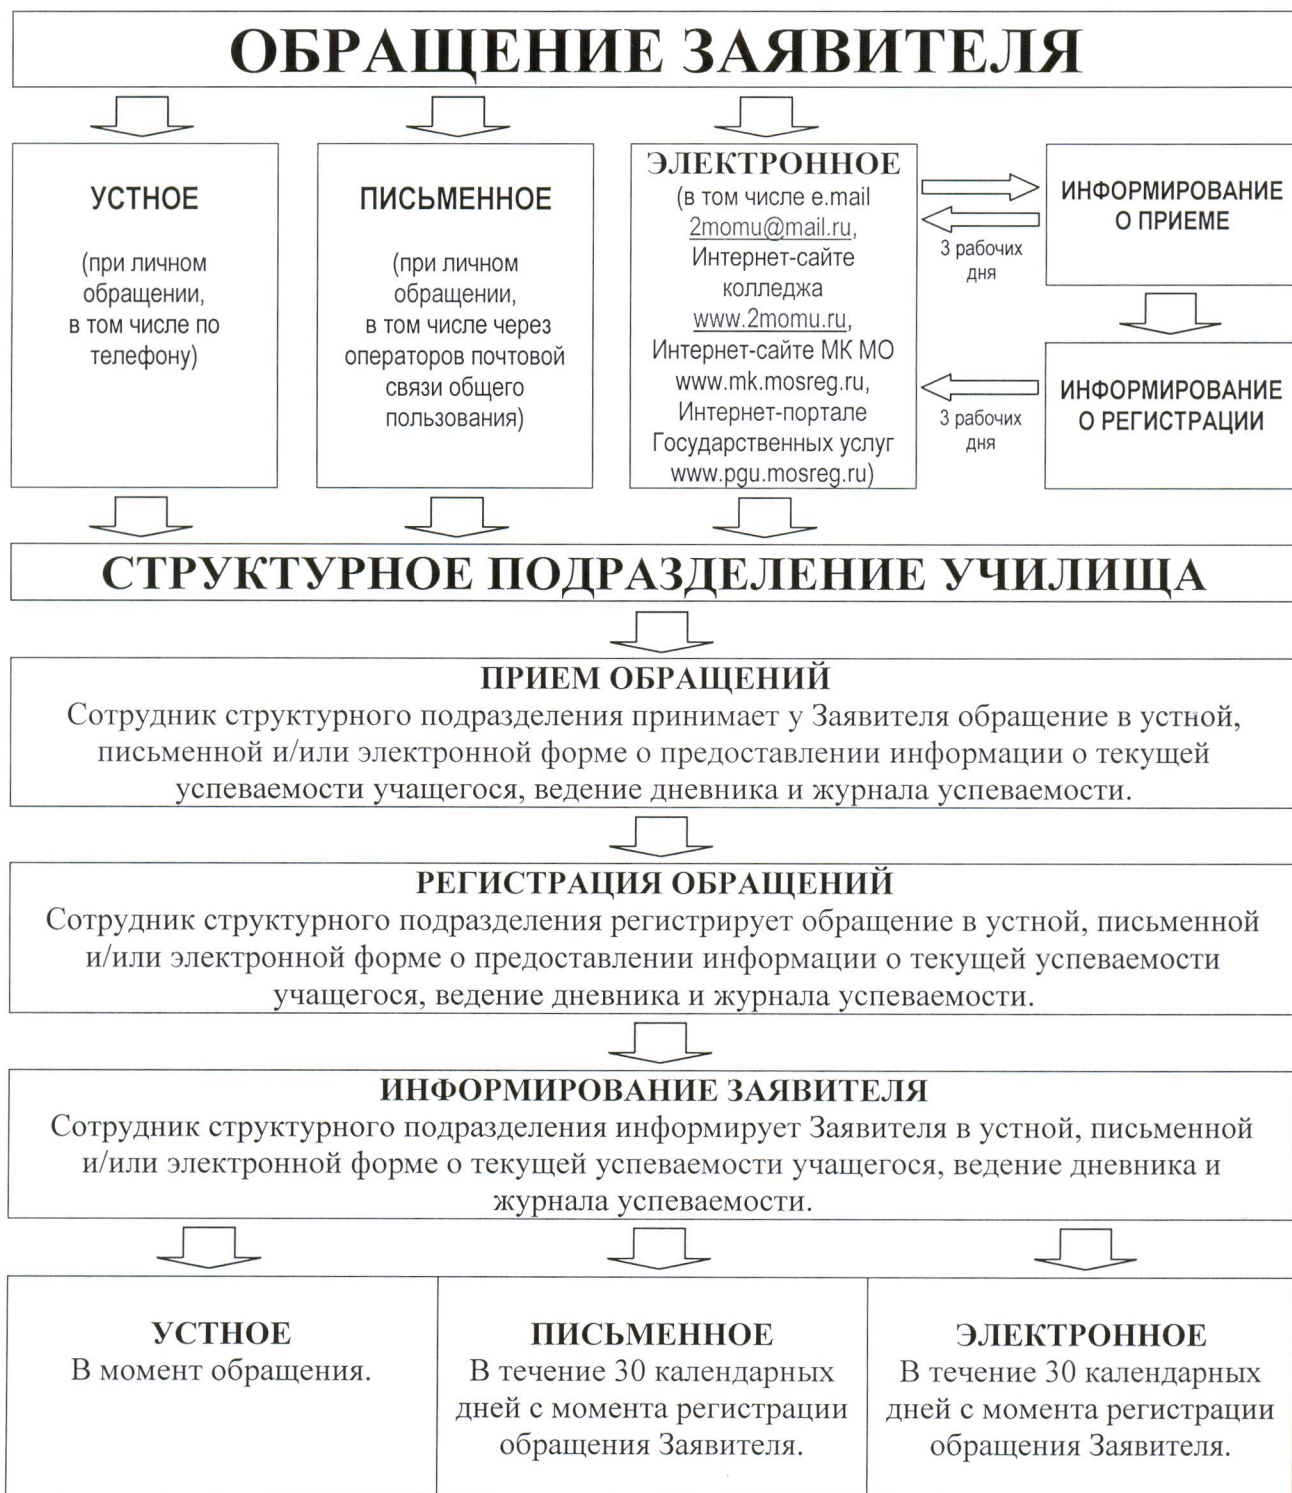 ОБРАЩЕНИЕ ЗАЯВИТЕЛЯ
УСТНОЕ
(при личном
обращении,
в том числе по
телефону)
ПИСЬМЕННОЕ
(при личном
обращении,
в том числе через
операторов почтовой
связи общего
пользования)
ЭЛЕКТРОННОЕ
(в том числе e.mail
2momu@mail.ru,
Интернет-сайте
колледжа
www.2momu.ru,
Интернет-сайте МК МО
www.mk.mosreg.ru,
Интернет-портале
Государственных услуг
www.pgu.mosreg.ru)
3 рабочих
дня
ИНФОРМИРОВАНИЕ
О ПРИЕМЕ
3 рабочих
дня
ИНФОРМИРОВАНИЕ
О РЕГИСТРАЦИИ
СТРУКТУРНОЕ ПОДРАЗДЕЛЕНИЕ УЧИЛИЩА
ПРИЕМ ОБРАЩЕНИЙ
Сотрудник структурного подразделения принимает у Заявителя обращение в устной,
письменной и/или электронной форме о предоставлении информации о текущей
успеваемости учащегося, ведение дневника и журнала успеваемости.
РЕГИСТРАЦИЯ ОБРАЩЕНИЙ
Сотрудник структурного подразделения регистрирует обращение в устной, письменной
и/или электронной форме о предоставлении информации о текущей успеваемости
учащегося, ведение дневника и журнала успеваемости.
ИНФОРМИРОВАНИЕ ЗАЯВИТЕЛЯ
Сотрудник структурного подразделения информирует Заявителя в устной, письменной
и/или электронной форме о текущей успеваемости учащегося, ведение дневника и
журнала успеваемости.
УСТНОЕ
В момент обращения.
ПИСЬМЕННОЕ
В течение 30 календарных
дней с момента регистрации
обращения Заявителя.
ЭЛЕКТРОННОЕ
В течение 30 календарных
дней с момента регистрации
обращения Заявителя.